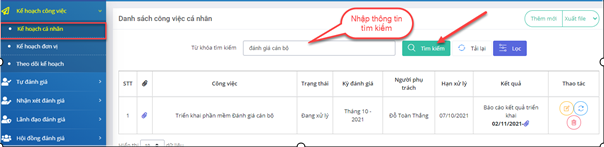 Kế hoạch công việc
Kế hoạch cá nhân
Kế hoạch đơn vị
Theo dõi kế hoạch
Tự đánh giá
Nhận xét đánh giá
Lãnh đạo đánh giá
Hội đồng đánh giá
Danh sách công việc cá nhân
Nhập thông tin
tìm kiếm
Thêm mới
Xuất file
Từ khóa tìm kiếm
đánh giá cán bộ
Tìm kiếm
Tải lại
Lọc
STT Công việc Trạng thái Kỳ đánh giá Người phụ trách Hạn xử lý Kết quả Thao tác
1 Triển khai phần mềm Đánh giá cán bộ Đang xử lý Tháng 10 - 2021 Đỗ Toàn Thắng 07/10/2021 Báo cáo kết quả triển khai
02/11/2021-